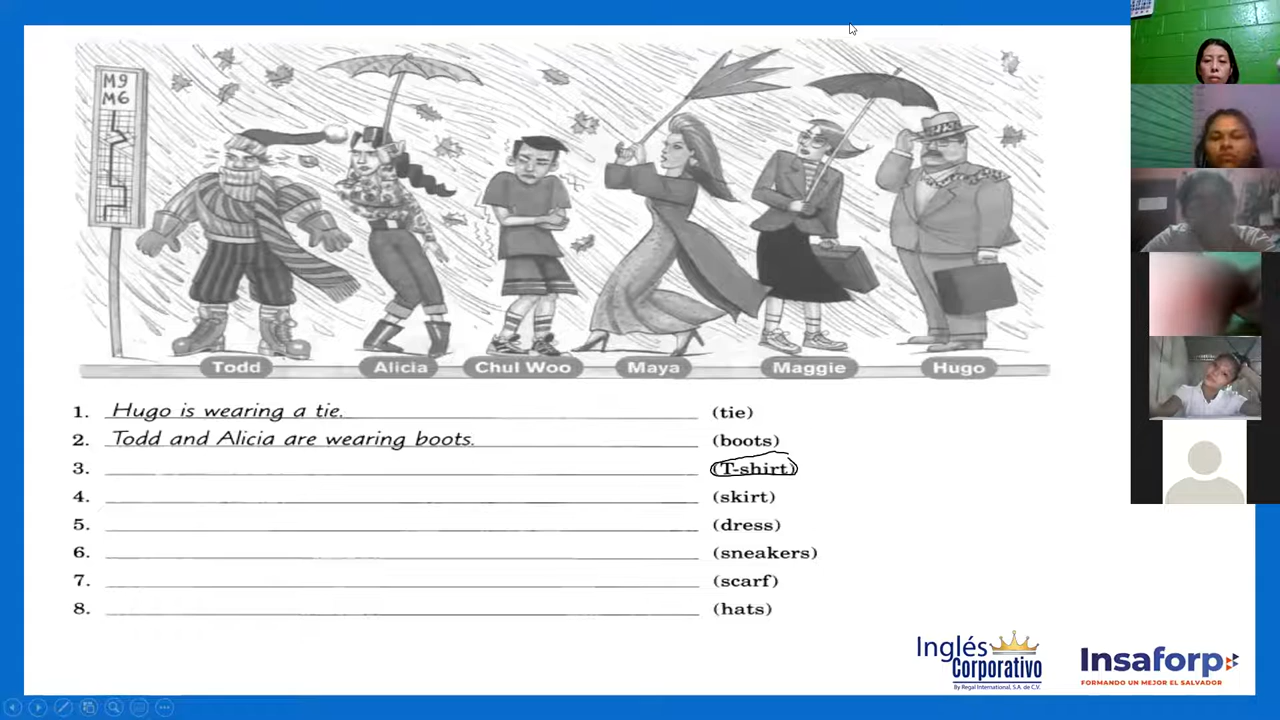 M9
M6
Todd Alicia Chul Woo Maya Maggie Hugo
1. Hugo is wearing a tie. (tie)
2. Todd and Alicia are wearing boots. (boots)
3. (T-shirt)
4. (skirt)
5. (dress)
6. (sneakers)
7. (scarf)
8. (hats)
Inglés
Corporativo
By Regal International, S.A. de C.V.
Insaforp
FORMANDO UN MEJOR EL SALVADOR